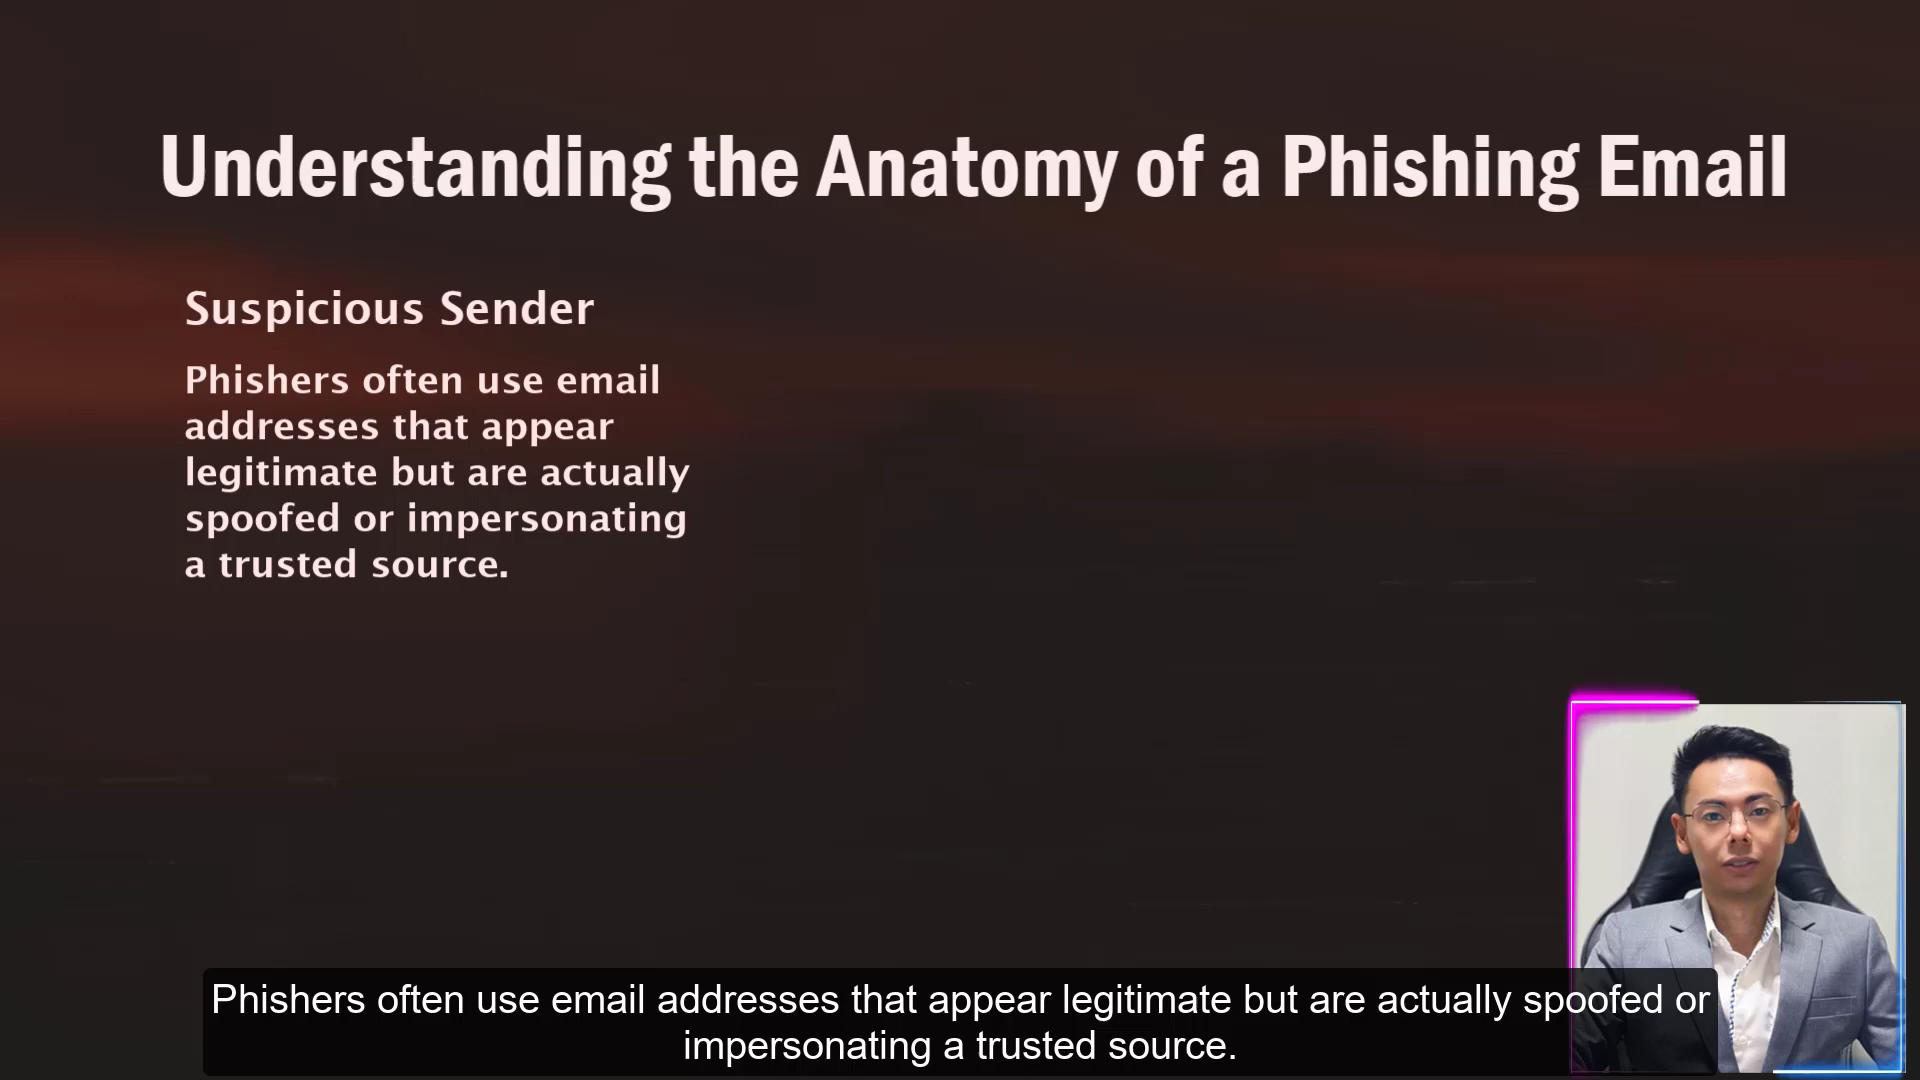 Understanding the Anatomy of a Phishing Email
Suspicious Sender
Phishers often use email
addresses that appear
legitimate but are actually
spoofed or impersonating
a trusted source.
Phishers often use email addresses that appear legitimate but are actually spoofed or
impersonating a trusted source.